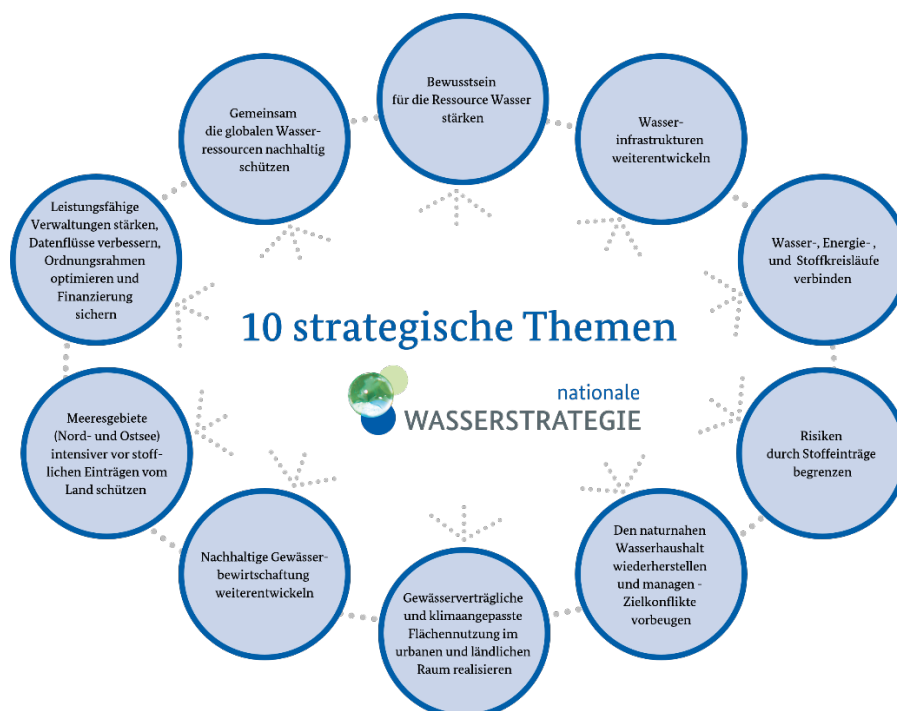 Bewusstsein
für die Ressource Wasser
stärken
Wasser-
infrastrukturen
weiterentwickeln
Wasser-, Energie- ,
und Stoffkreisläufe
verbinden
Risiken
durch Stoffeinträge
begrenzen
Den naturnahen
Wasserhaushalt
wiederherstellen
und managen -
Zielkonflikte
vorbeugen
Gewässerverträgliche
und klimaangepasste
Flächennutzung im
urbanen und ländlichen
Raum realisieren
Nachhaltige Gewässer-
bewirtschaftung
weiterentwickeln
Meeresgebiete
(Nord- und Ostsee)
intensiver vor stoff-
lichen Einträgen vom
Land schützen
Leistungsfähige
Verwaltungen stärken,
Datenflüsse verbessern,
Ordnungsrahmen
optimieren und
Finanzierung
sichern
Gemeinsam
die globalen Wasser-
ressourcen nachhaltig
schützen
10 strategische Themen
nationale
WASSERSTRATEGIE